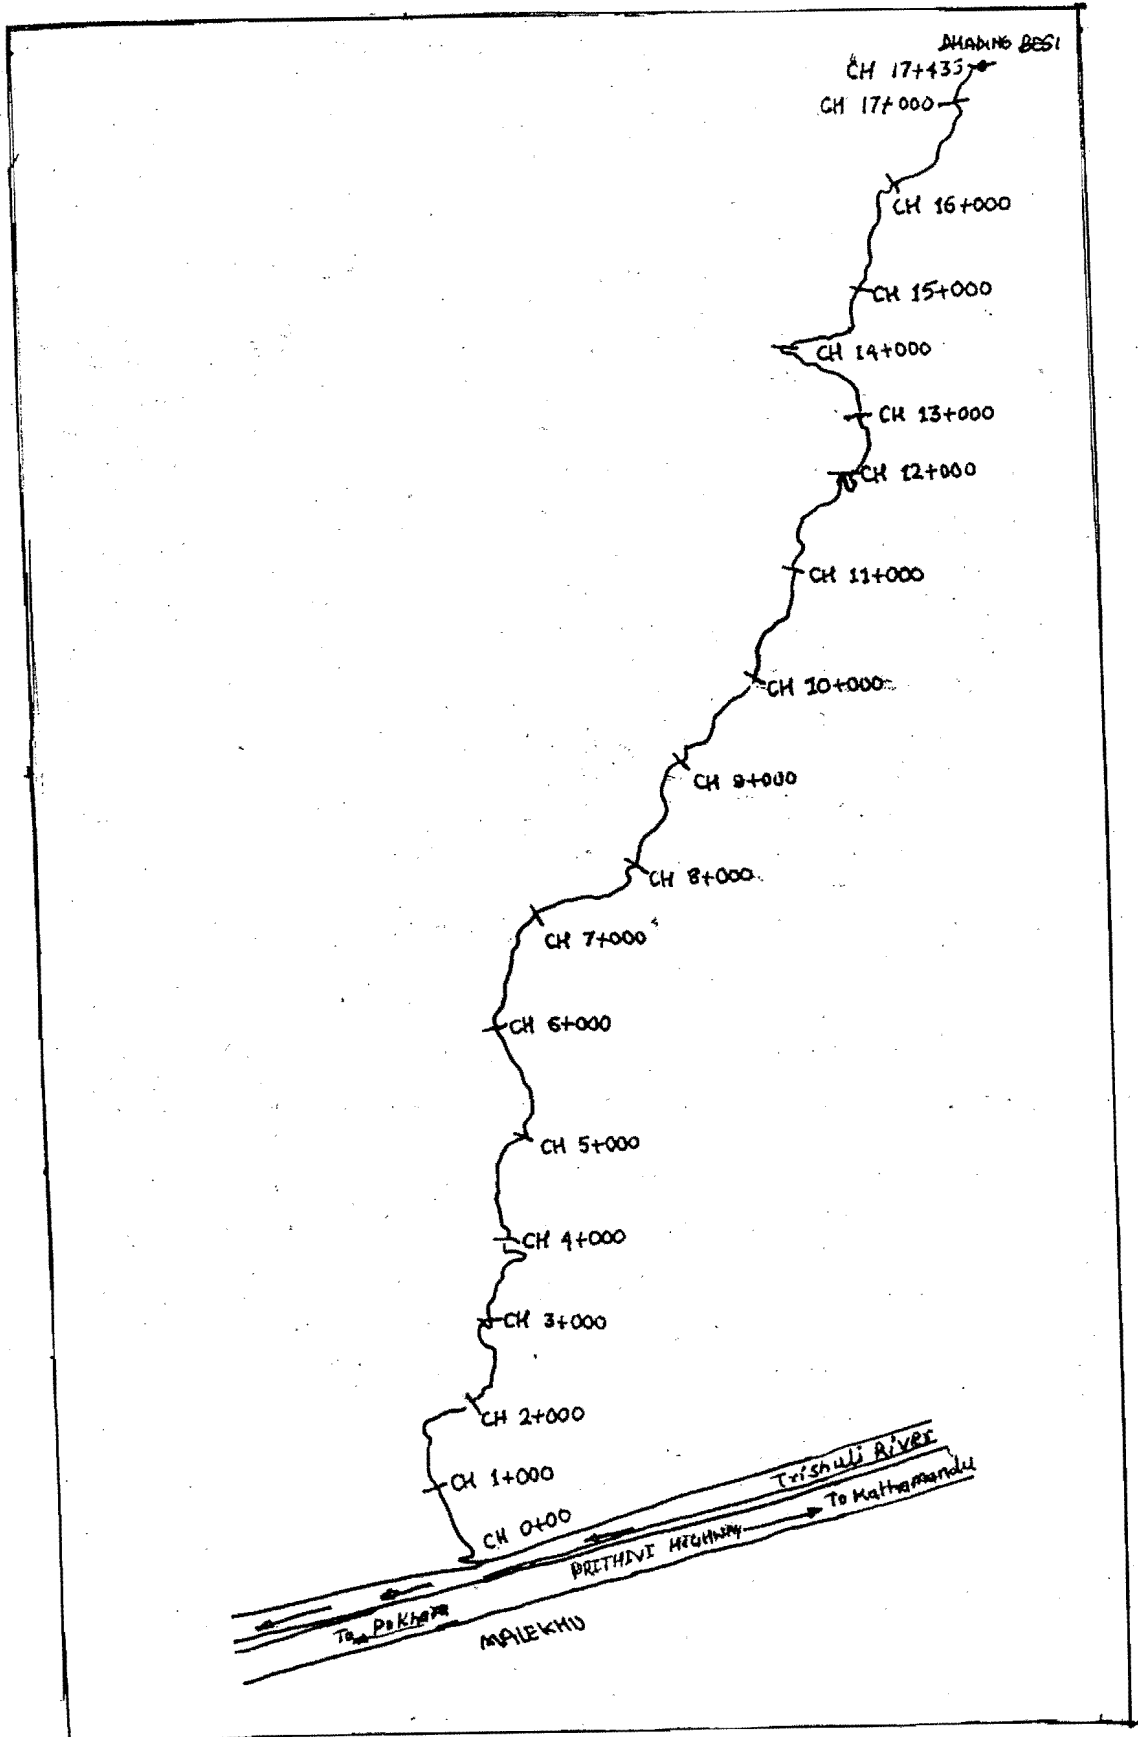 DHADING BESI
CH 17+435
CH 17+000
CH 16+000
CH 15+000
CH 14+000
CH 13+000
CH 12+000
CH 11+000
CH 10+000
CH 9+000
CH 8+000
CH 7+000
CH 6+000
CH 5+000
CH 4+000
CH 3+000
CH 2+000
CH 1+000
CH 0+00
Trishuli River
To Kathamandu
PRITHIVI HIGHWAY
To Pokhara
MALEKHU